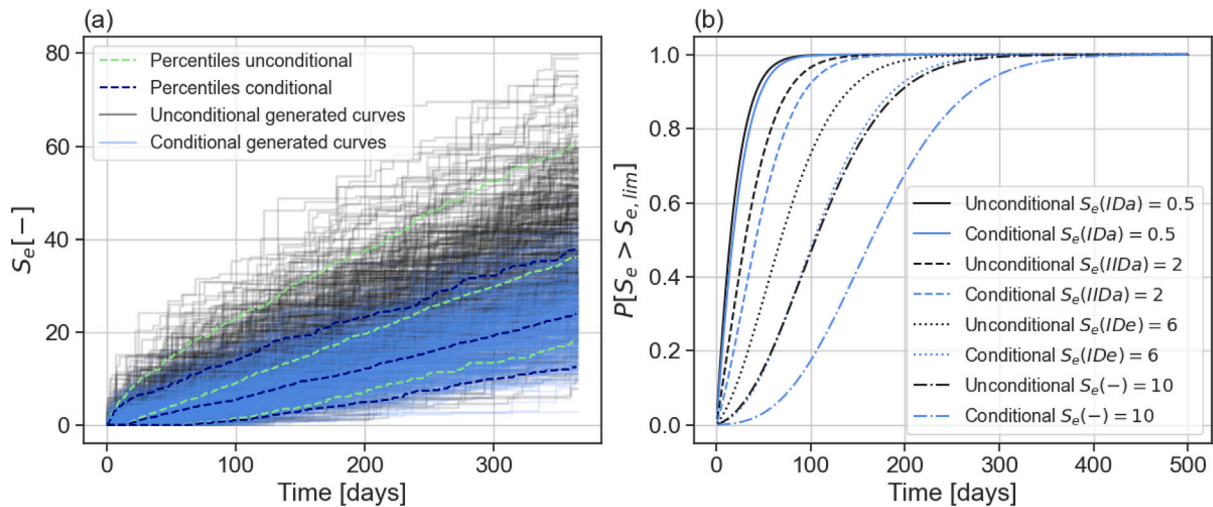 (a)
80
60
40
20
0
S_e[−]
0 100 200 300
Time [days]
Percentiles unconditional
Percentiles conditional
Unconditional generated curves
Conditional generated curves
(b)
1.0
0.8
0.6
0.4
0.2
0.0
P[S_e > S_{e,lim}]
0 100 200 300 400 500
Time [days]
Unconditional S_e(IDa) = 0.5
Conditional S_e(IDa) = 0.5
Unconditional S_e(IIDa) = 2
Conditional S_e(IIDa) = 2
Unconditional S_e(IDe) = 6
Conditional S_e(IDe) = 6
Unconditional S_e(−) = 10
Conditional S_e(−) = 10